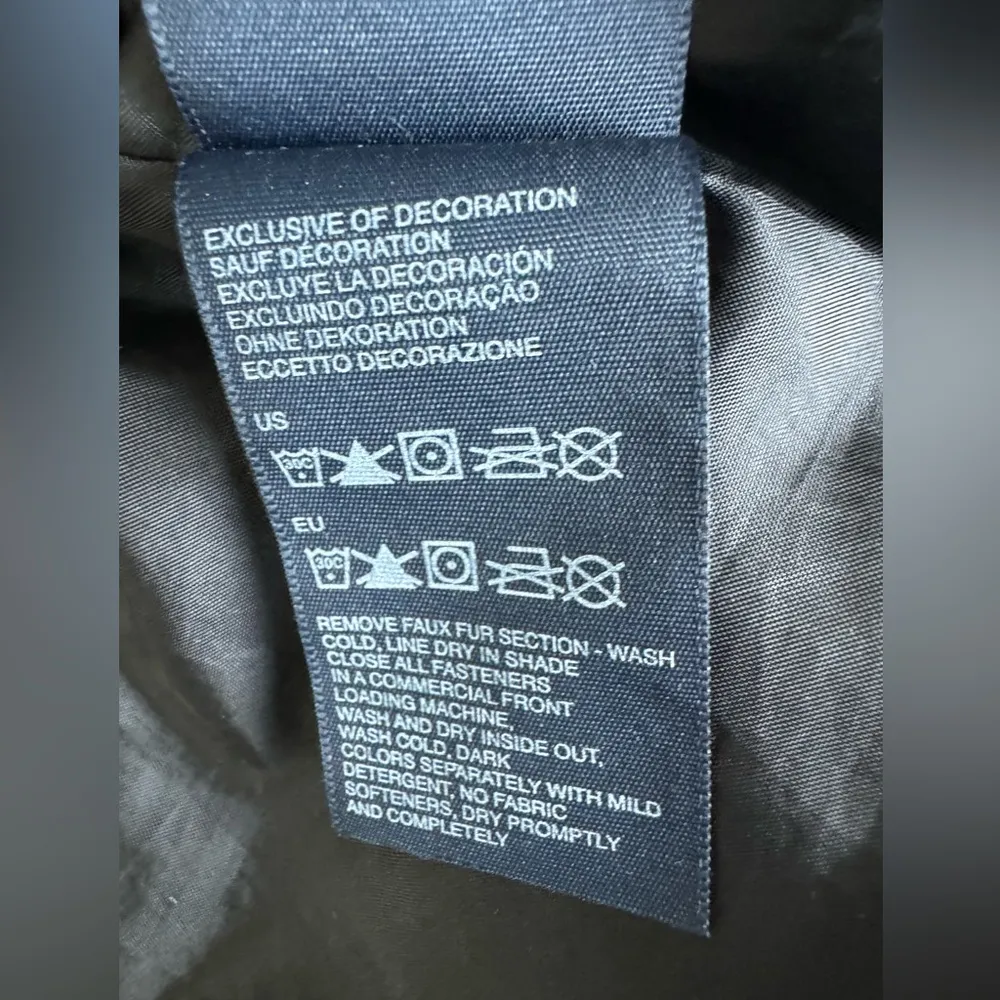 EXCLUSIVE OF DECORATION
SAUF DÉCORATION
EXCLUYE LA DECORACIÓN
EXCLUINDO DECORAÇÃO
OHNE DEKORATION
ECCETTO DECORAZIONE
US
30C
EU
30C
REMOVE FAUX FUR SECTION - WASH
COLD, LINE DRY IN SHADE
CLOSE ALL FASTENERS
IN A COMMERCIAL FRONT
LOADING MACHINE,
WASH AND DRY INSIDE OUT,
WASH COLD, DARK
COLORS SEPARATELY WITH MILD
DETERGENT, NO FABRIC
SOFTENERS, DRY PROMPTLY
AND COMPLETELY